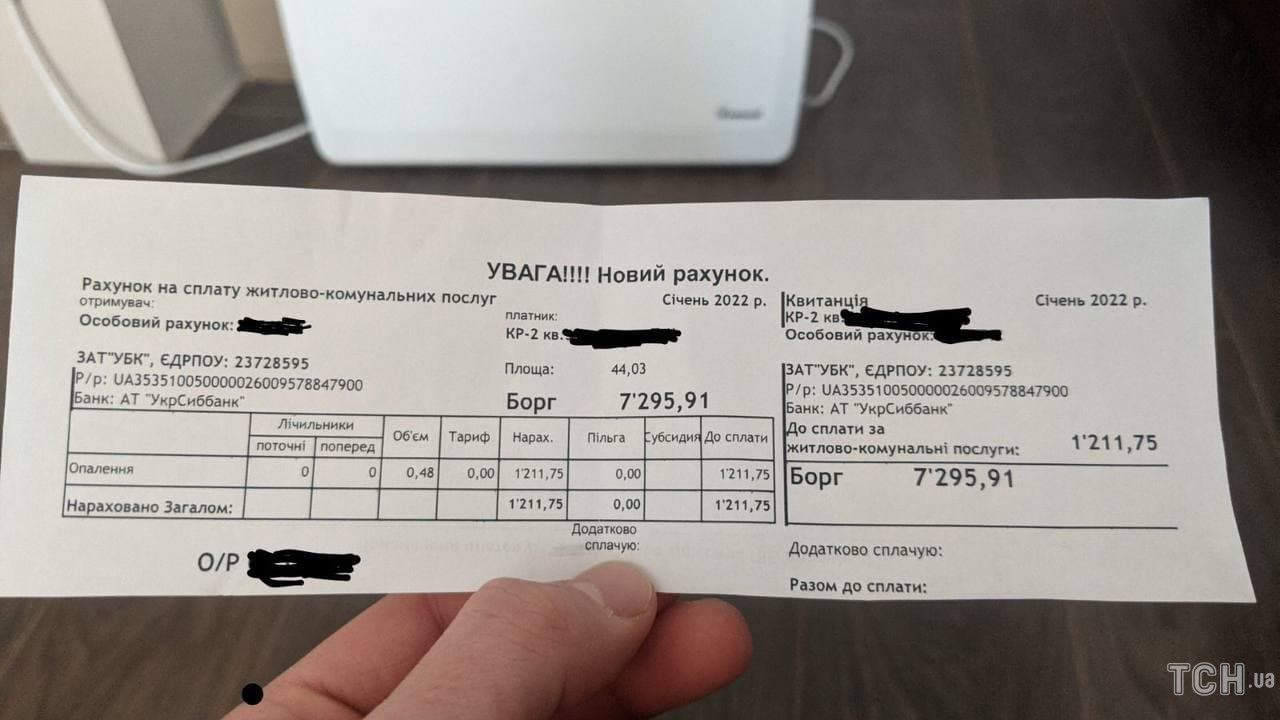 УВАГА!!!! Новий рахунок.
Рахунок на сплату житлово-комунальних послуг
Січень 2022 р.
отримувач:
Особовий рахунок:
платник:
КР-2 кв.
ЗАТ"УБК", ЄДРПОУ: 23728595
Р/р: UA353510050000026009578847900
Банк: АТ "УкрСиббанк"
Площа: 44,03
Борг 7'295,91
Лічильники Об'єм Тариф Нарах. Пільга Субсидия До сплати
поточні поперед
Опалення 0 0 0,48 0,00 1'211,75 0,00 1'211,75
Нараховано Загалом: 1'211,75 0,00 1'211,75
Додатково
сплачую:
О/Р
Квитанція Січень 2022 р.
КР-2 кв.
Особовий рахунок:
ЗАТ"УБК", ЄДРПОУ: 23728595
Р/р: UA353510050000026009578847900
Банк: АТ "УкрСиббанк"
До сплати за
житлово-комунальні послуги: 1'211,75
Борг 7'295,91
Додатково сплачую:
Разом до сплати:
ТСН.ua